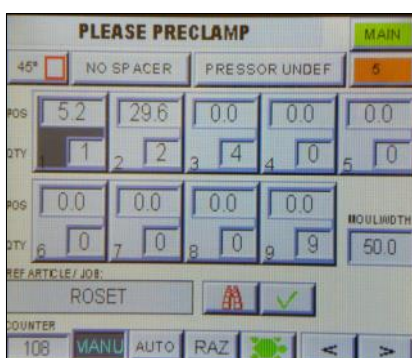 PLEASE PRECLAMP MAIN
45° NO SPACER PRESSOR UNDEF 5
POS 5.2 29.6 0.0 0.0 0.0
QTY 1 1 2 2 3 4 4 0 5 0
POS 0.0 0.0 0.0 0.0
MOULWIDTH
QTY 6 0 7 0 8 0 9 9 50.0
REF ARTICLE/ JOB:
ROSET
COUNTER
108 MANU AUTO RAZ < >